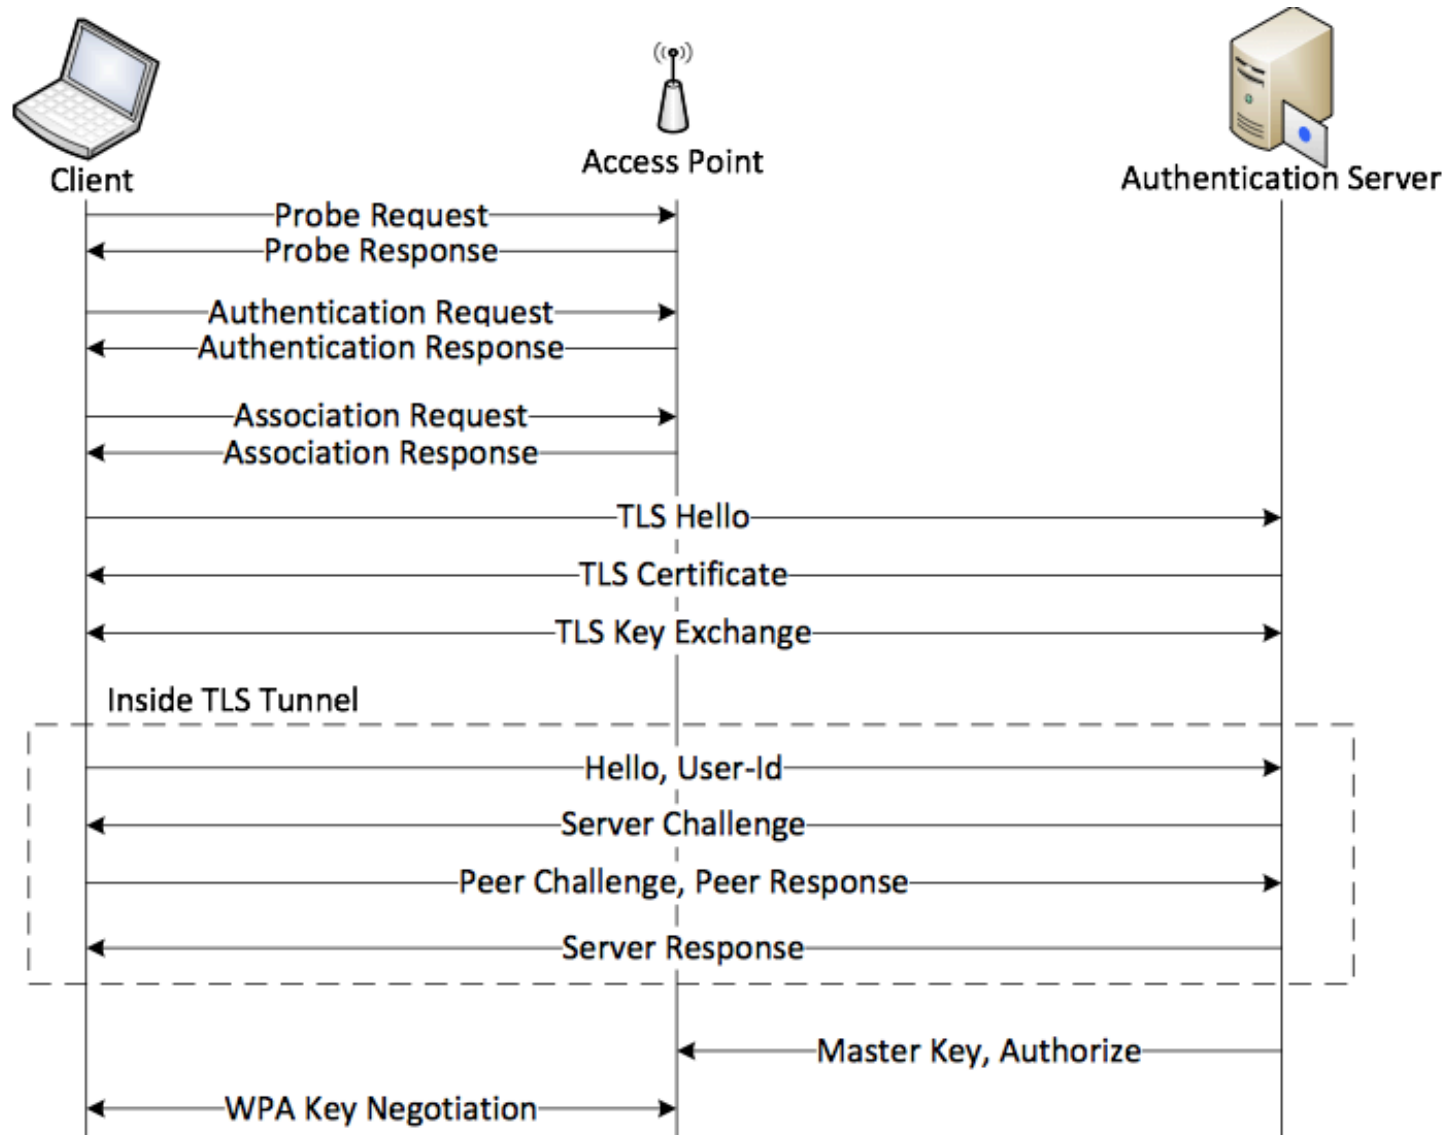 Client
Access Point
Authentication Server
Probe Request
Probe Response
Authentication Request
Authentication Response
Association Request
Association Response
TLS Hello
TLS Certificate
TLS Key Exchange
Inside TLS Tunnel
Hello, User-Id
Server Challenge
Peer Challenge, Peer Response
Server Response
Master Key, Authorize
WPA Key Negotiation